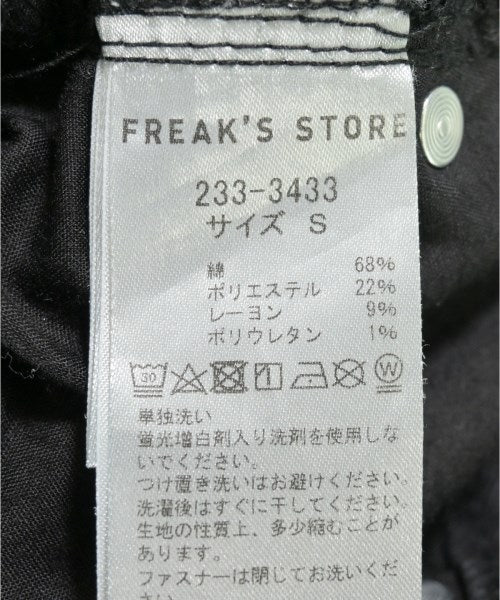 FREAK'S STORE
233-3433
サイズ S
綿 68%
ポリエステル 22%
レーヨン 9%
ポリウレタン 1%
30 W
単独洗い
蛍光増白剤入り洗剤を使用しな
いでください。
つけ置き洗いはお避けください。
洗濯後はすぐに干してください。
生地の性質上、多少縮むことが
あります。
ファスナーは閉じてお洗いくだ